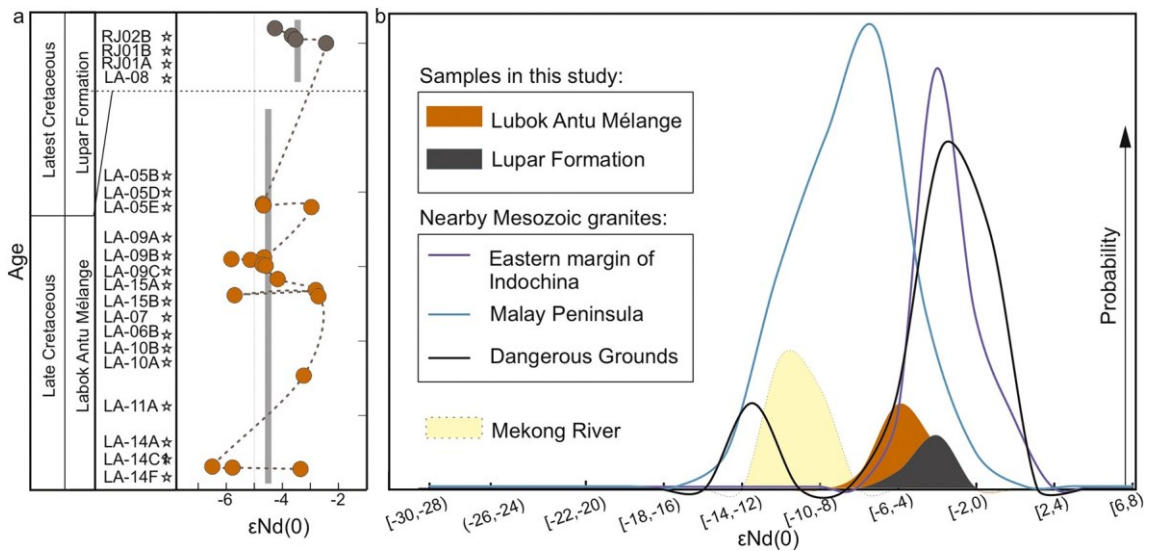 a
Age
Latest Cretaceous
Lupar Formation
Late Cretaceous
Labok Antu Mélange
RJ02B ☆
RJ01B ☆
RJ01A ☆
LA-08 ☆
LA-05B ☆
LA-05D ☆
LA-05E ☆
LA-09A ☆
LA-09B ☆
LA-09C ☆
LA-15A ☆
LA-15B ☆
LA-07 ☆
LA-06B ☆
LA-10B ☆
LA-10A ☆
LA-11A ☆
LA-14A ☆
LA-14C ☆
LA-14F ☆
-6 -4 -2
εNd(0)
b
Samples in this study:
Lubok Antu Mélange
Lupar Formation
Nearby Mesozoic granites:
Eastern margin of
Indochina
Malay Peninsula
Dangerous Grounds
Mekong River
Probability
[-30,-28) (-26,-24) [-22,-20) [-18,-16) [-14,-12) [-10,-8) [-6,-4) [-2,0) [2,4) [6,8)
εNd(0)